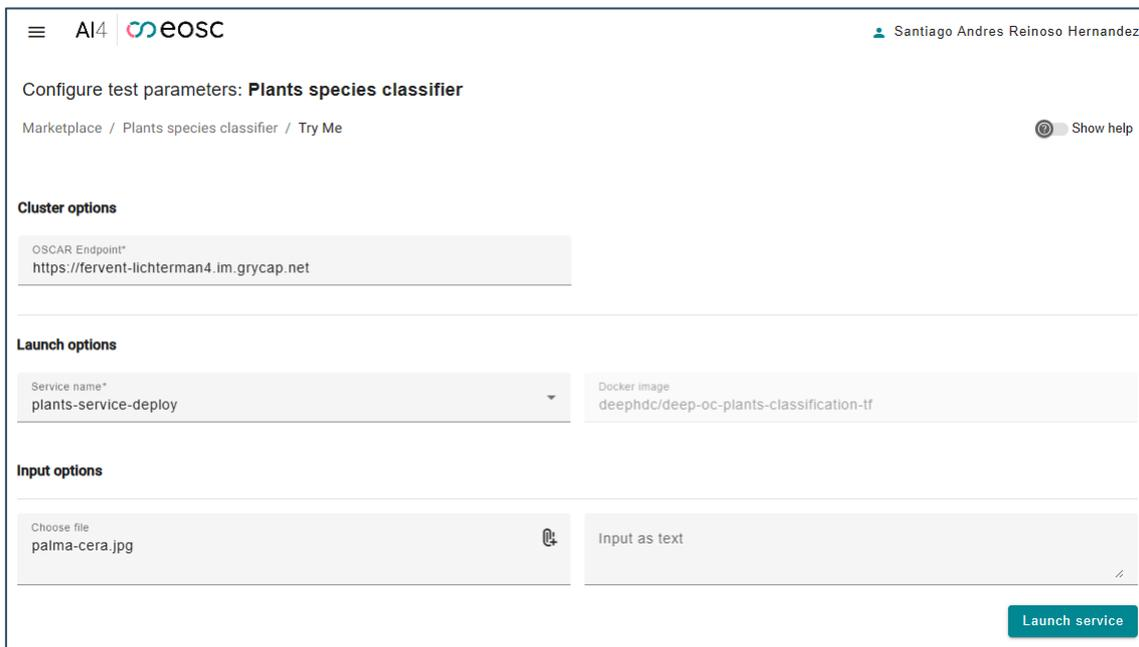 AI4 eosc
Santiago Andres Reinoso Hernandez
Configure test parameters: Plants species classifier
Marketplace / Plants species classifier / Try Me
Show help
Cluster options
OSCAR Endpoint*
https://fervent-lichterman4.im.grycap.net
Launch options
Service name*
plants-service-deploy
Docker image
deephdc/deep-oc-plants-classification-tf
Input options
Choose file
palma-cera.jpg
Input as text
Launch service